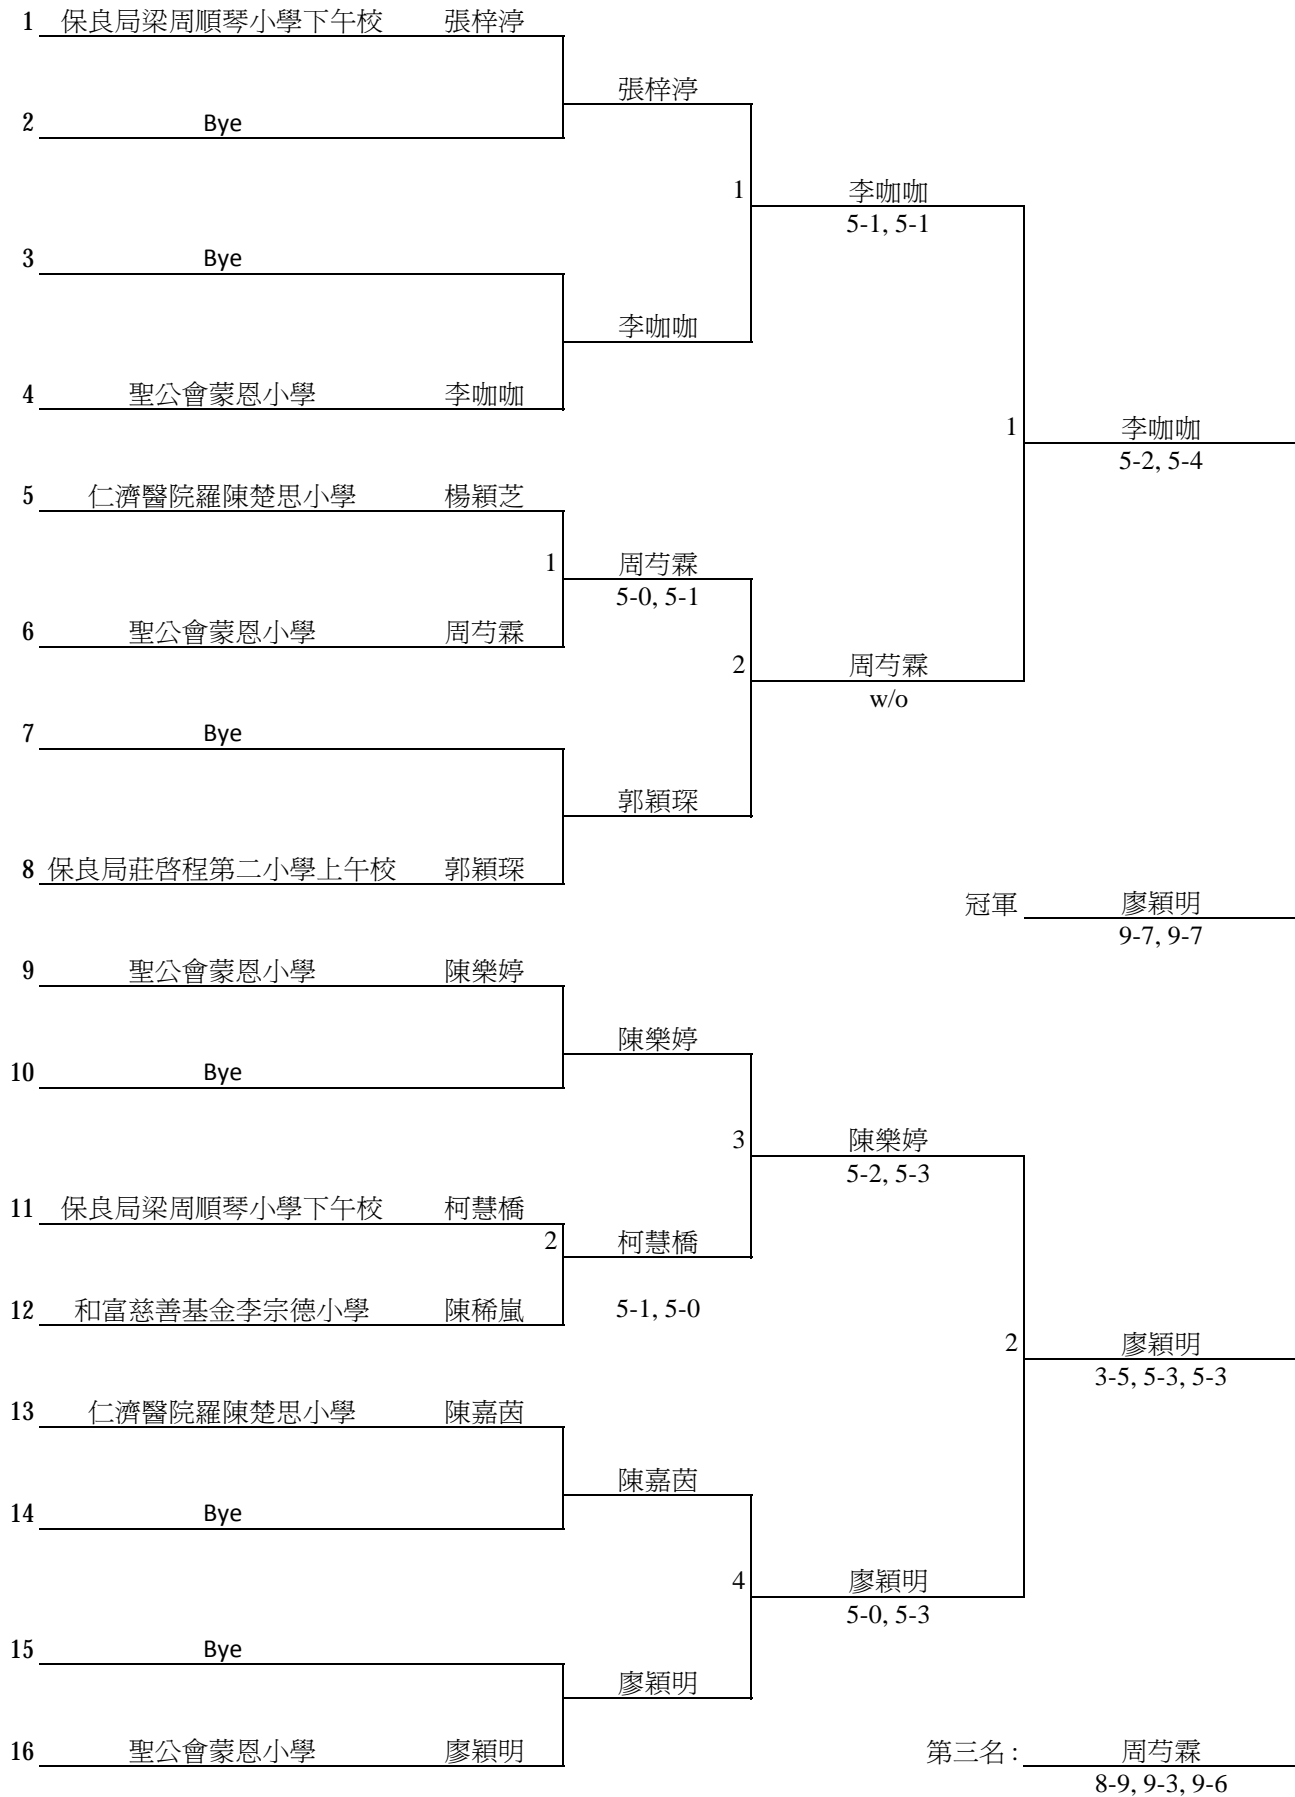 1 保良局梁周順琴小學下午校 張梓渟
張梓渟
2 Bye
1 李咖咖
5-1, 5-1
3 Bye
李咖咖
4 聖公會蒙恩小學 李咖咖
1 李咖咖
5-2, 5-4
5 仁濟醫院羅陳楚思小學 楊穎芝
1 周芍霖
5-0, 5-1
6 聖公會蒙恩小學 周芍霖
2 周芍霖
w/o
7 Bye
郭穎琛
8 保良局莊啓程第二小學上午校 郭穎琛
冠軍 廖穎明
9-7, 9-7
9 聖公會蒙恩小學 陳樂婷
陳樂婷
10 Bye
3 陳樂婷
5-2, 5-3
11 保良局梁周順琴小學下午校 柯慧橋
2 柯慧橋
12 和富慈善基金李宗德小學 陳稀嵐 5-1, 5-0
2 廖穎明
3-5, 5-3, 5-3
13 仁濟醫院羅陳楚思小學 陳嘉茵
陳嘉茵
14 Bye
4 廖穎明
5-0, 5-3
15 Bye
廖穎明
16 聖公會蒙恩小學 廖穎明
第三名 : 周芍霖
8-9, 9-3, 9-6